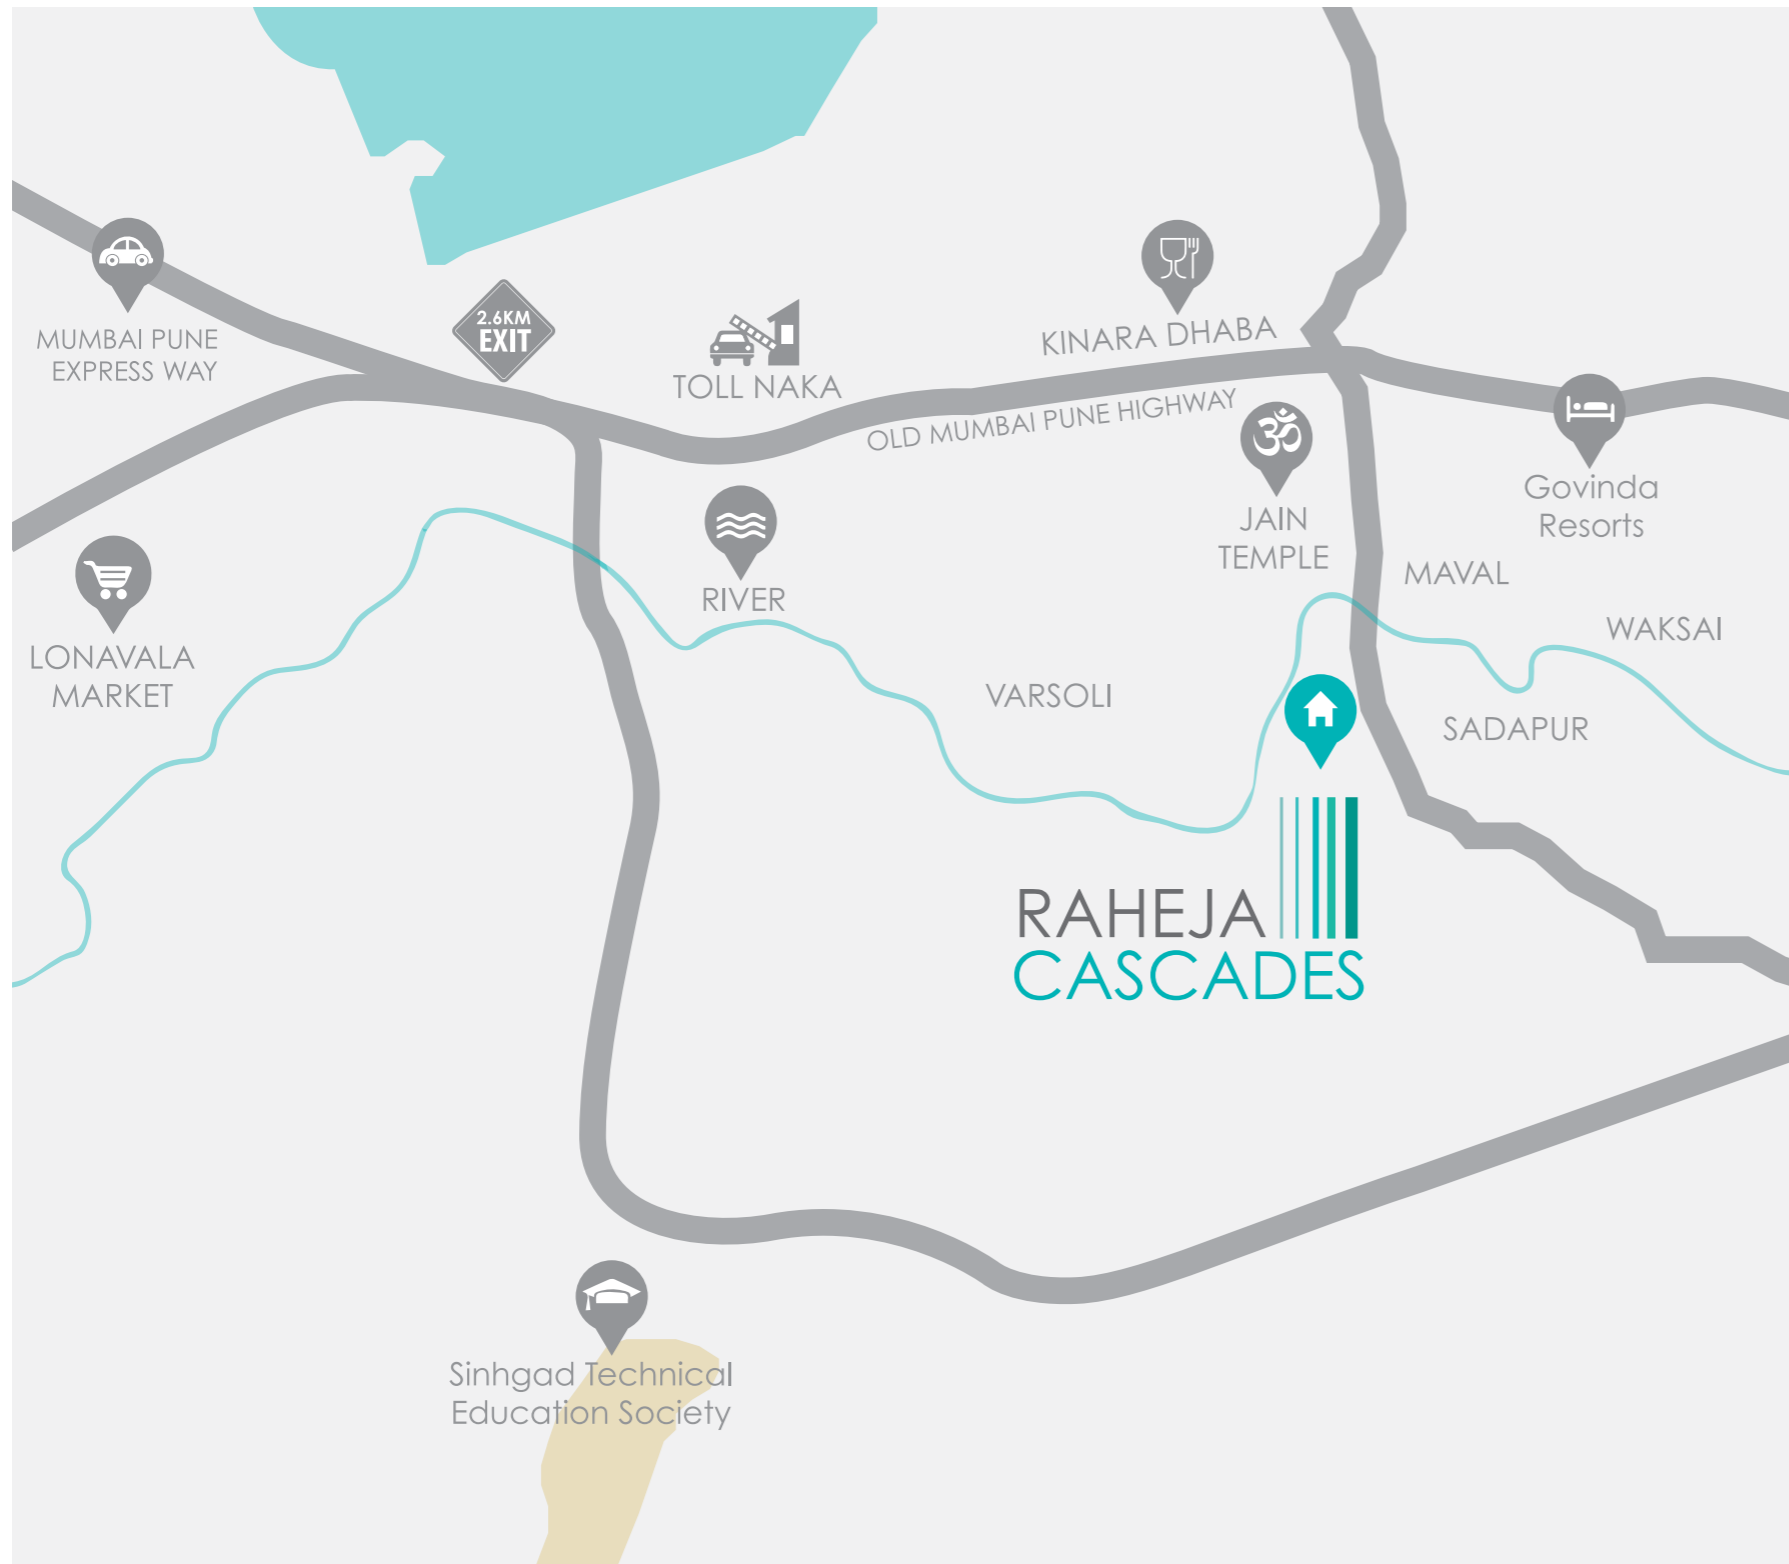 MUMBAI PUNE
EXPRESS WAY
2.6KM
EXIT
TOLL NAKA
KINARA DHABA
OLD MUMBAI PUNE HIGHWAY
ॐ
JAIN
TEMPLE
Govinda
Resorts
LONAVALA
MARKET
RIVER
MAVAL
WAKSAI
VARSOLI
SADAPUR
RAHEJA
CASCADES
Sinhgad Technical
Education Society